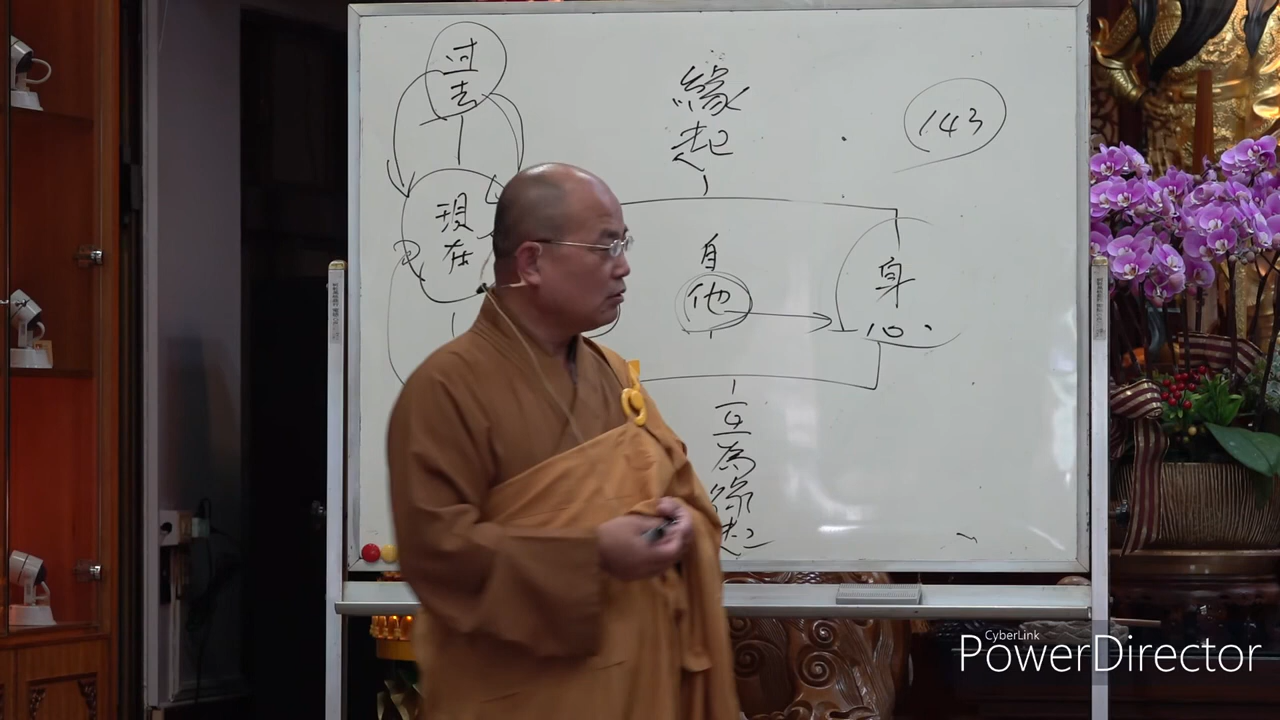 过去
現在
緣起
自
他
身
心
互為緣起
143
CyberLink
PowerDirector